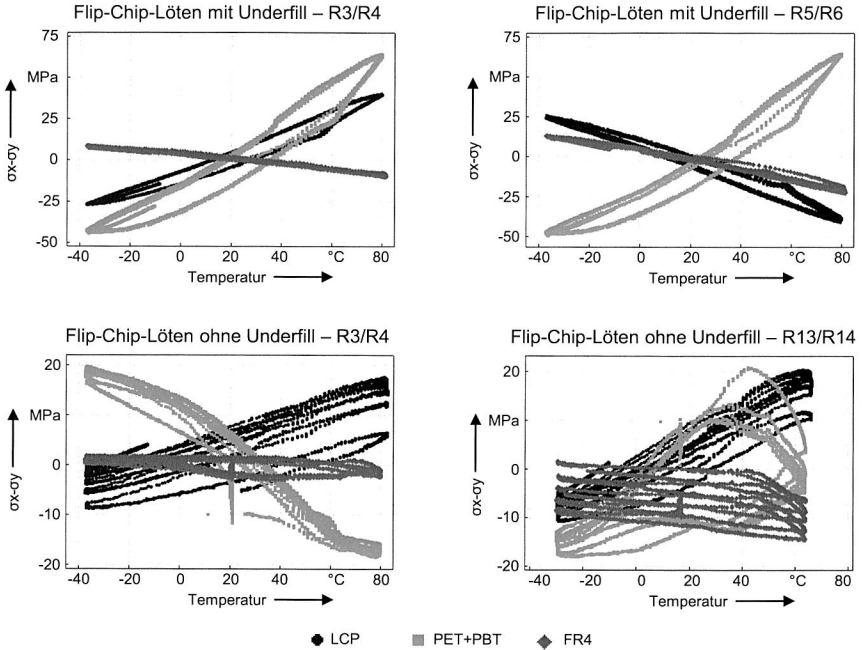 Flip-Chip-Löten mit Underfill – R3/R4
75
MPa
25
0
-25
-50
σx-σy
-40
-20
0
20
40
°C
80
Temperatur
Flip-Chip-Löten mit Underfill – R5/R6
75
MPa
25
0
-25
-50
σx-σy
-40
-20
0
20
40
°C
80
Temperatur
Flip-Chip-Löten ohne Underfill – R3/R4
20
MPa
0
-10
-20
σx-σy
-40
-20
0
20
40
°C
80
Temperatur
Flip-Chip-Löten ohne Underfill – R13/R14
20
MPa
0
-10
-20
σx-σy
-40
-20
0
20
40
°C
80
Temperatur
LCP
PET+PBT
FR4